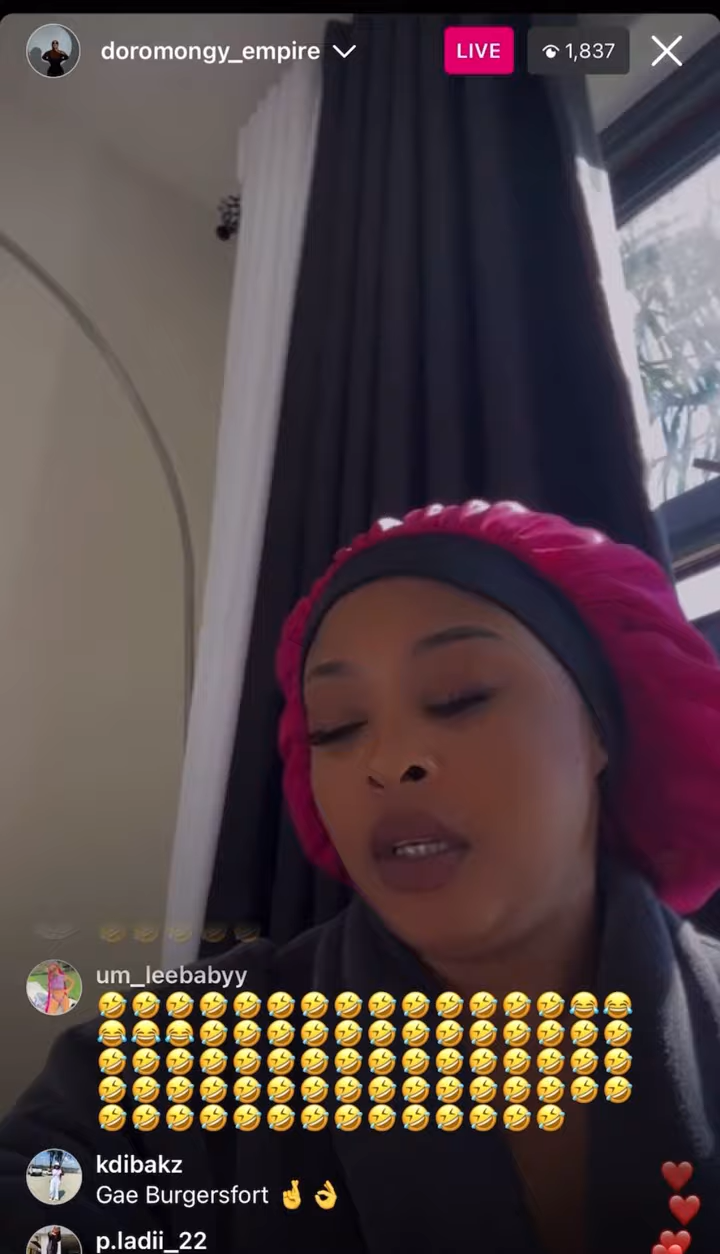 doromongy_empire
LIVE
1,837
um_leebabyy
🤣🤣🤣🤣🤣🤣🤣🤣🤣🤣🤣🤣🤣🤣😂😂
😂😂😂🤣🤣🤣🤣🤣🤣🤣🤣🤣🤣🤣🤣🤣
🤣🤣🤣🤣🤣🤣🤣🤣🤣🤣🤣🤣🤣🤣🤣🤣
🤣🤣🤣🤣🤣🤣🤣🤣🤣🤣🤣🤣🤣🤣🤣🤣
🤣🤣🤣🤣🤣🤣🤣🤣🤣🤣🤣🤣🤣🤣
kdibakz
Gae Burgersfort 🤞👌
p.ladii_22